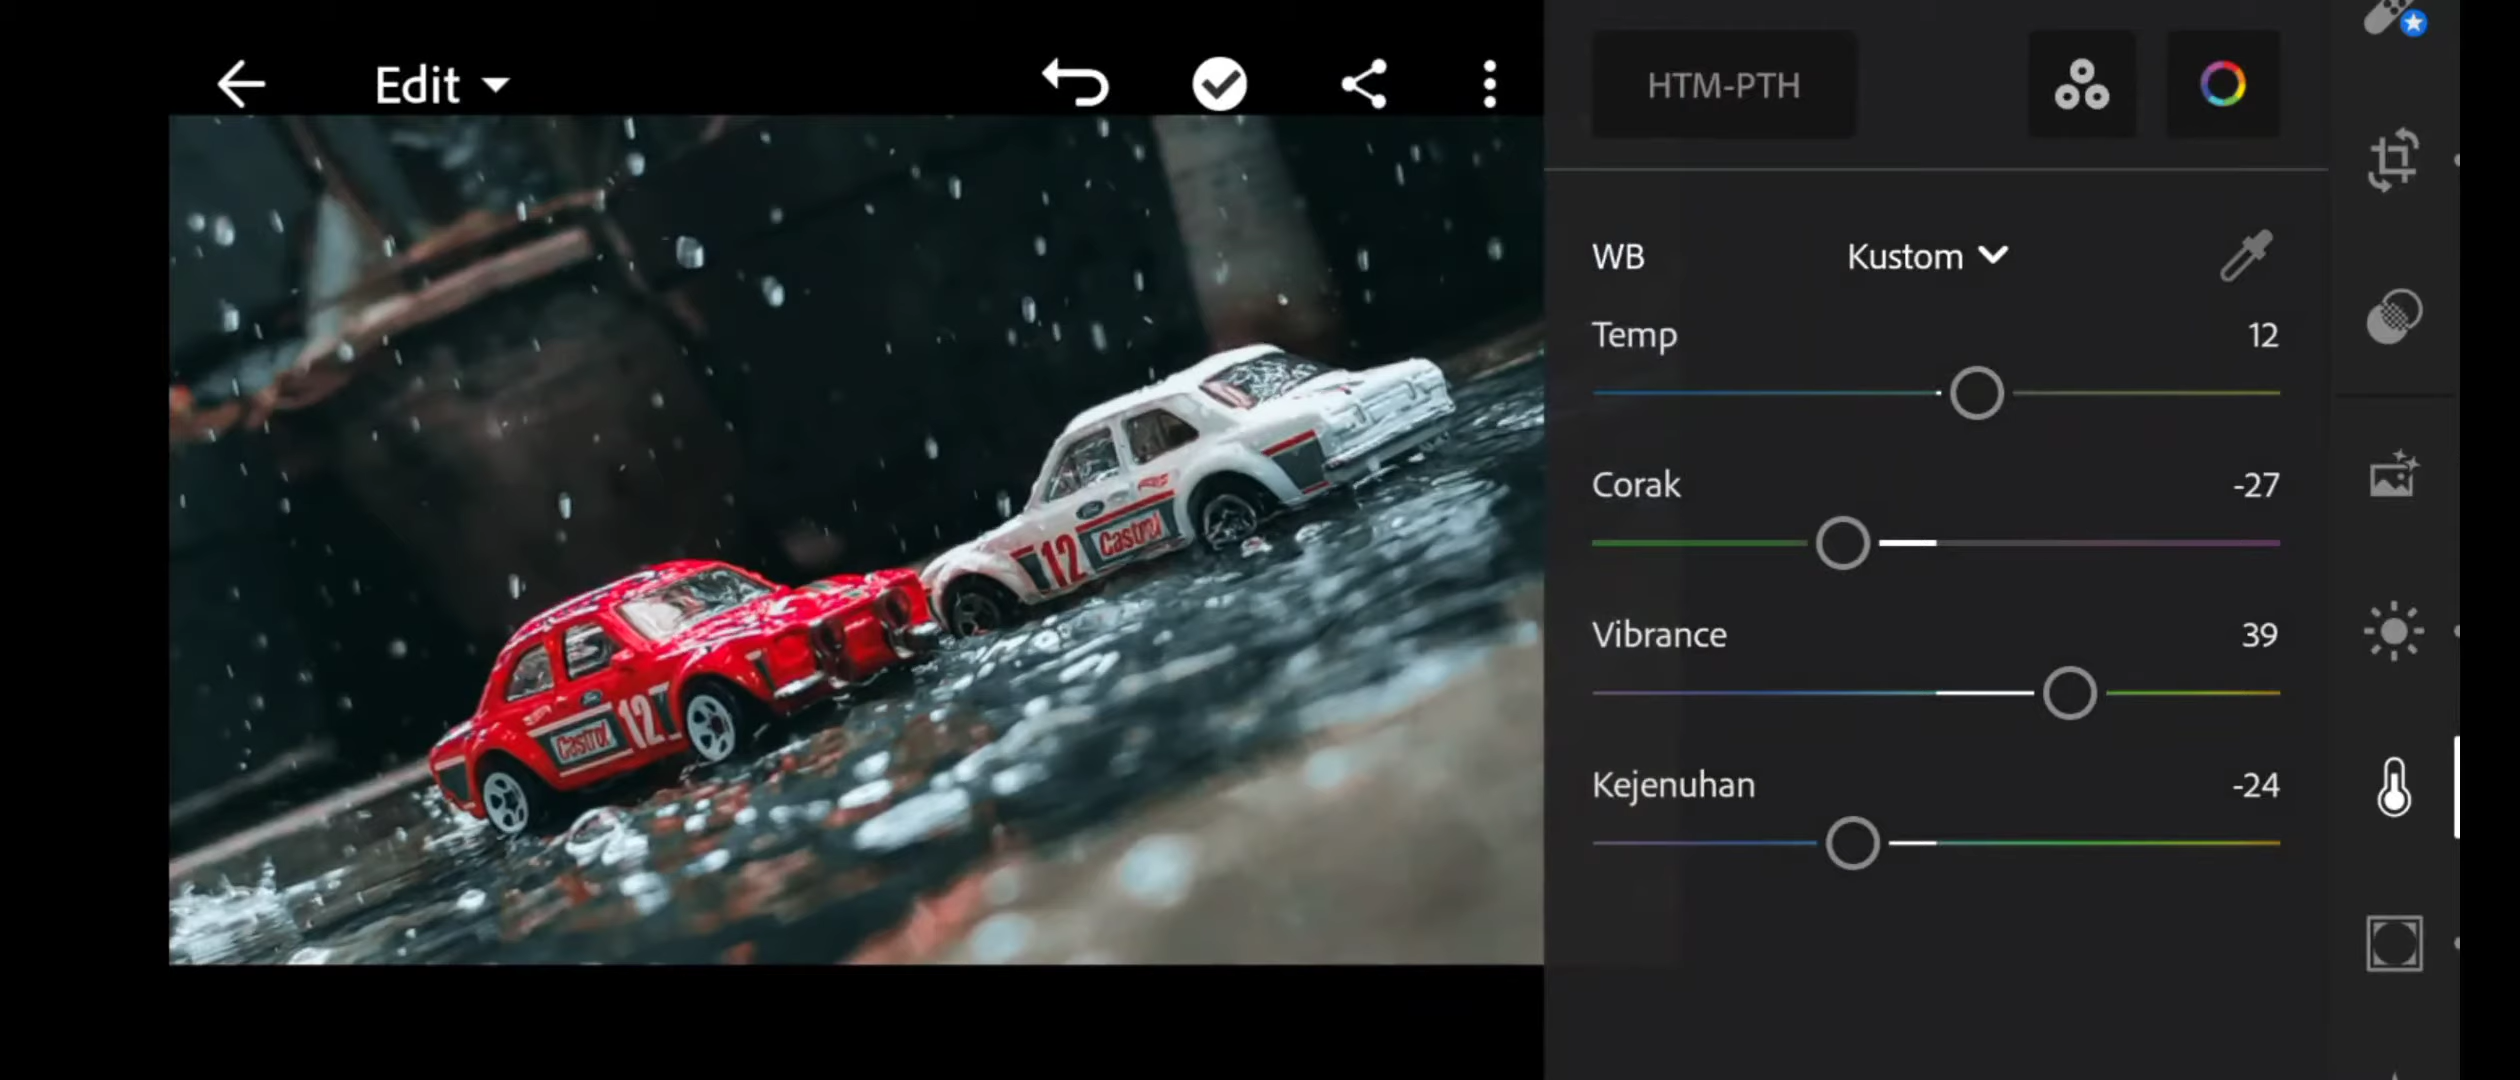 Edit
HTM-PTH
WB Kustom
Temp 12
Corak -27
Vibrance 39
Kejenuhan -24
12 Castrol
Castrol 12